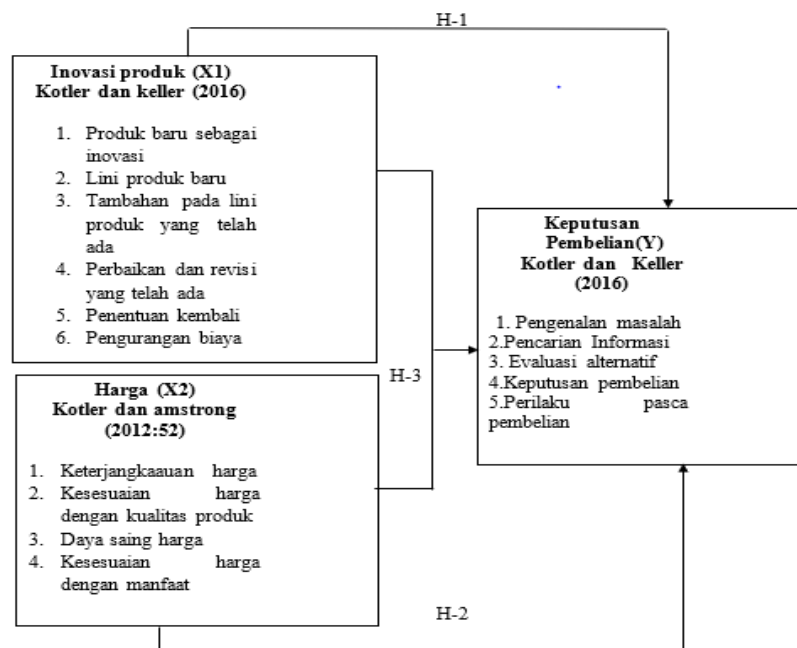 H-1
Inovasi produk (X1)
Kotler dan keller (2016)
1. Produk baru sebagai
inovasi
2. Lini produk baru
3. Tambahan pada lini
produk yang telah
ada
4. Perbaikan dan revisi
yang telah ada
5. Penentuan kembali
6. Pengurangan biaya
Keputusan
Pembelian(Y)
Kotler dan Keller
(2016)
1. Pengenalan masalah
2.Pencarian Informasi
3. Evaluasi alternatif
4.Keputusan pembelian
5.Perilaku pasca
pembelian
H-3
Harga (X2)
Kotler dan amstrong
(2012:52)
1. Keterjangkaauan harga
2. Kesesuaian harga
dengan kualitas produk
3. Daya saing harga
4. Kesesuaian harga
dengan manfaat
H-2